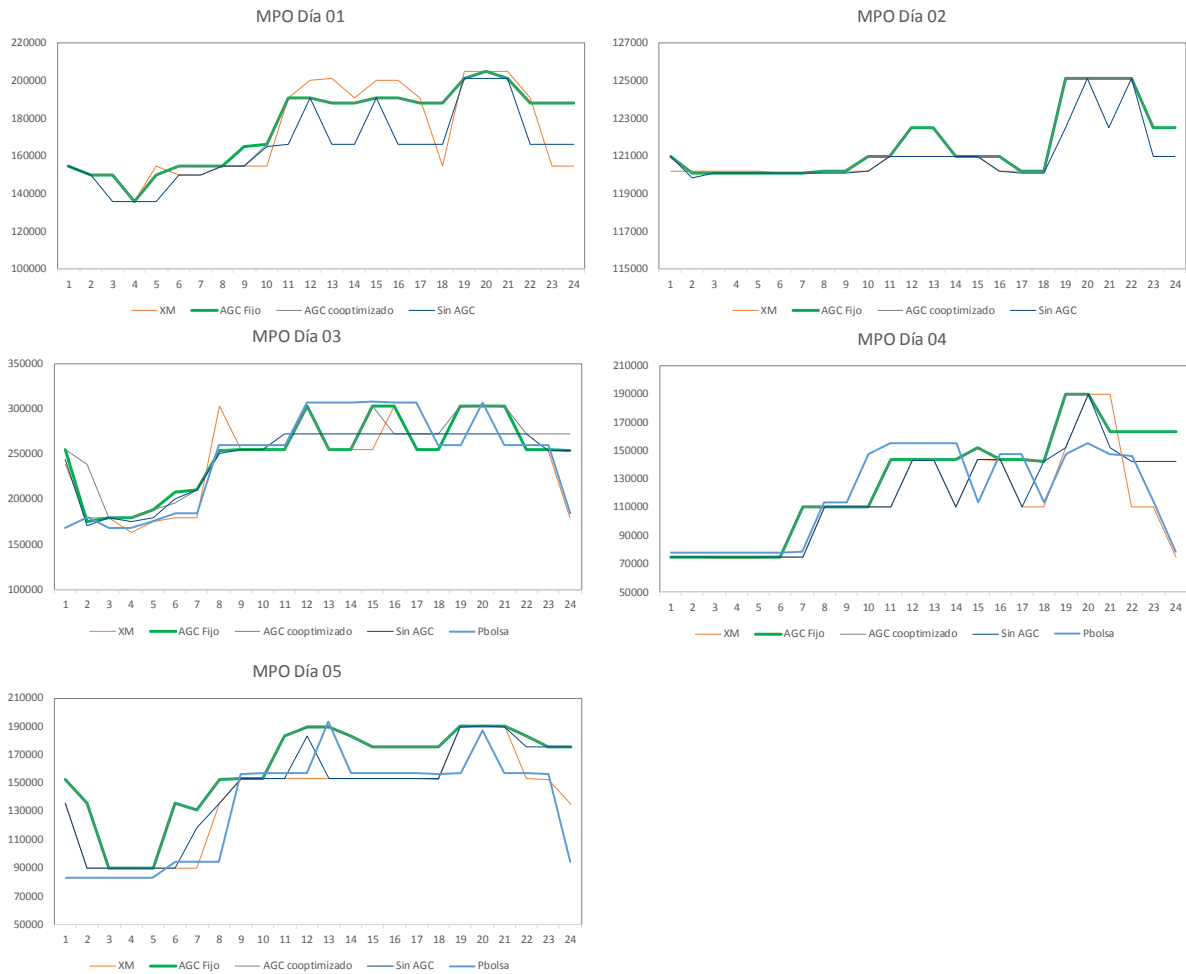 MPO Día 01
220000
200000
180000
160000
140000
120000
100000
1 2 3 4 5 6 7 8 9 10 11 12 13 14 15 16 17 18 19 20 21 22 23 24
XM AGC Fijo AGC cooptimizado Sin AGC
MPO Día 02
127000
125000
123000
121000
119000
117000
115000
1 2 3 4 5 6 7 8 9 10 11 12 13 14 15 16 17 18 19 20 21 22 23 24
XM AGC Fijo AGC cooptimizado Sin AGC
MPO Día 03
350000
300000
250000
200000
150000
100000
1 2 3 4 5 6 7 8 9 10 11 12 13 14 15 16 17 18 19 20 21 22 23 24
XM AGC Fijo AGC cooptimizado Sin AGC Pbolsa
MPO Día 04
210000
190000
170000
150000
130000
110000
90000
70000
50000
1 2 3 4 5 6 7 8 9 10 11 12 13 14 15 16 17 18 19 20 21 22 23 24
XM AGC Fijo AGC cooptimizado Sin AGC Pbolsa
MPO Día 05
210000
190000
170000
150000
130000
110000
90000
70000
50000
1 2 3 4 5 6 7 8 9 10 11 12 13 14 15 16 17 18 19 20 21 22 23 24
XM AGC Fijo AGC cooptimizado Sin AGC Pbolsa